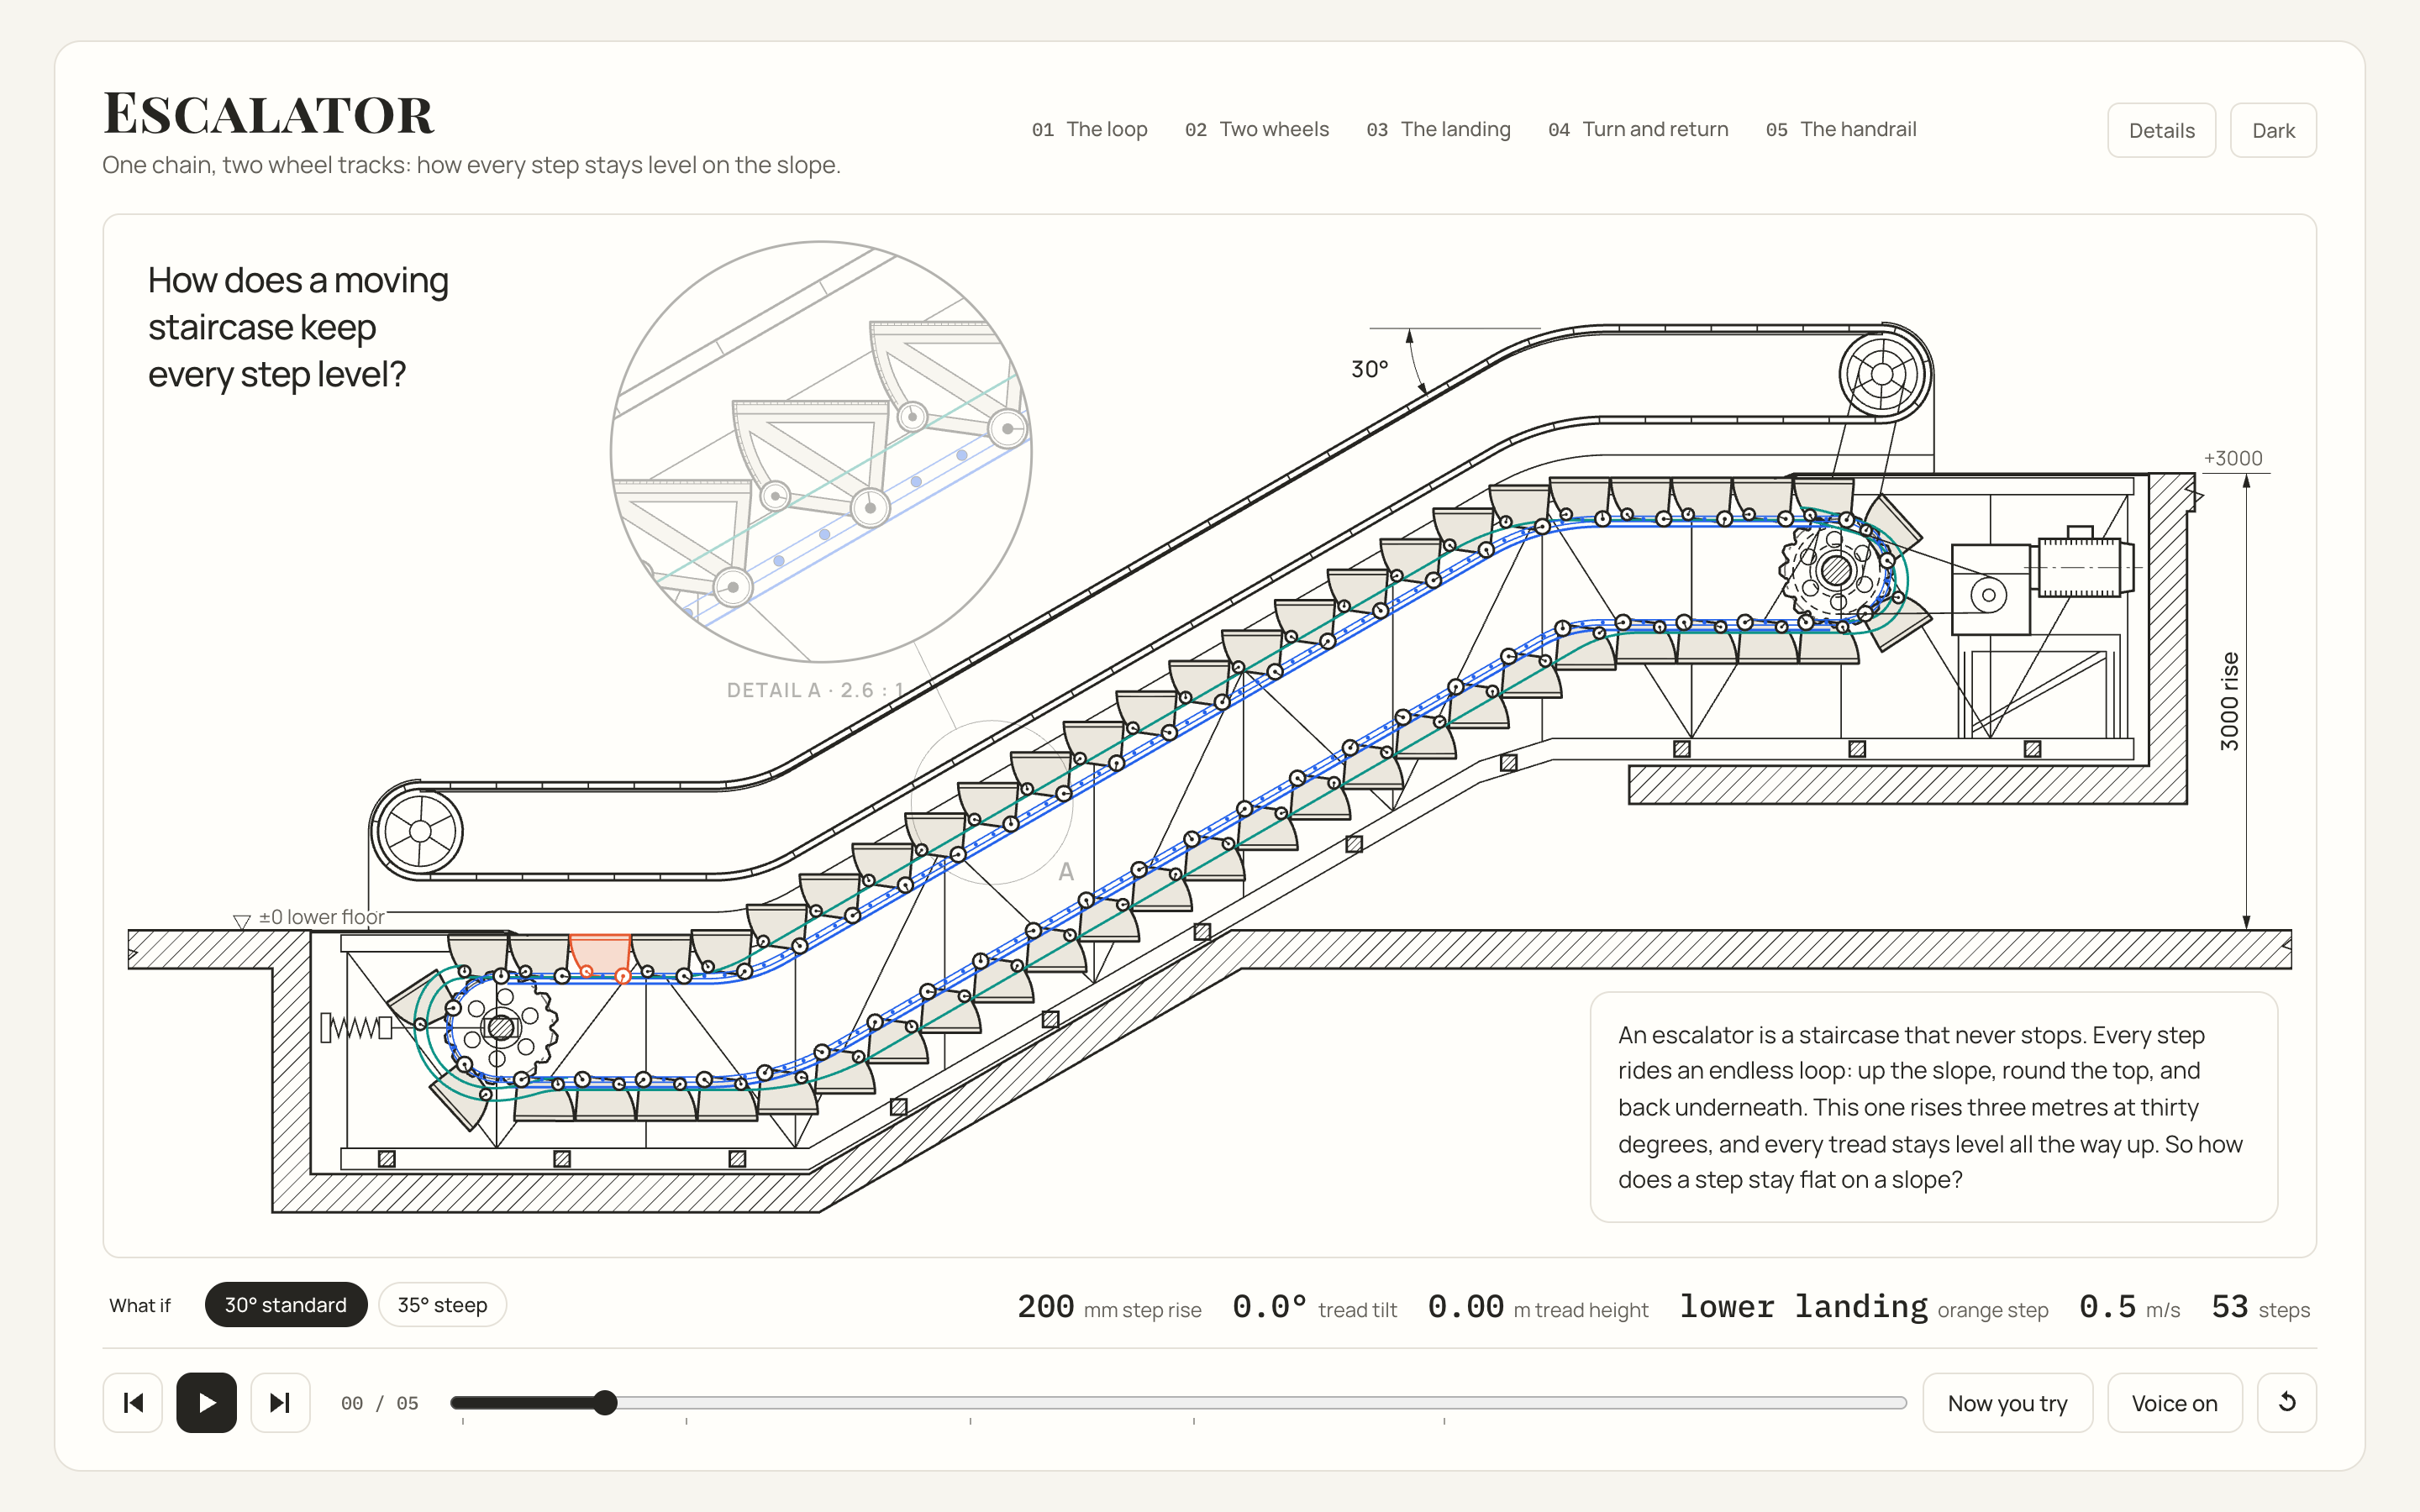 ESCALATOR
One chain, two wheel tracks: how every step stays level on the slope.
01 The loop
02 Two wheels
03 The landing
04 Turn and return
05 The handrail
Details
Dark
How does a moving
staircase keep
every step level?
30°
+3000
3000 rise
DETAIL A · 2.6 : 1
A
±0 lower floor
An escalator is a staircase that never stops. Every step
rides an endless loop: up the slope, round the top, and
back underneath. This one rises three metres at thirty
degrees, and every tread stays level all the way up. So how
does a step stay flat on a slope?
What if
30° standard
35° steep
200 mm step rise
0.0° tread tilt
0.00 m tread height
lower landing orange step
0.5 m/s
53 steps
00 / 05
Now you try
Voice on